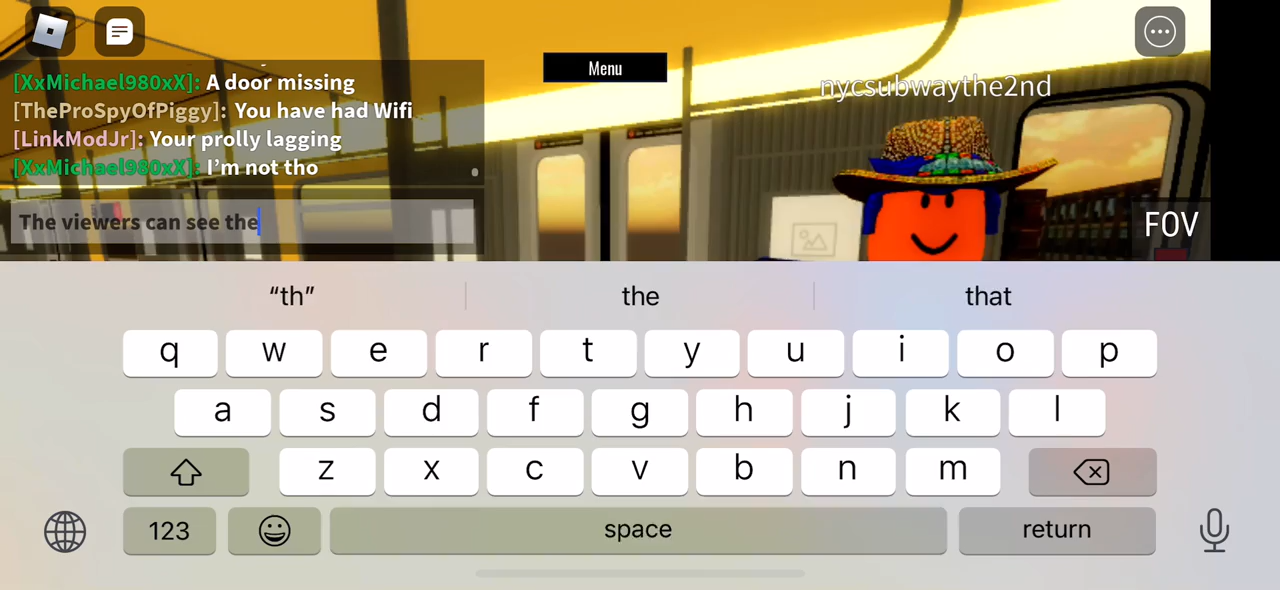 [XxMichael980xX]: A door missing
[TheProSpyOfPiggy]: You have had Wifi
[LinkModJr]: Your prolly lagging
[XxMichael980xX]: I’m not tho
The viewers can see the
Menu
nycsubwaythe2nd
FOV
“th” the that
q w e r t y u i o p
a s d f g h j k l
z x c v b n m
123 space return